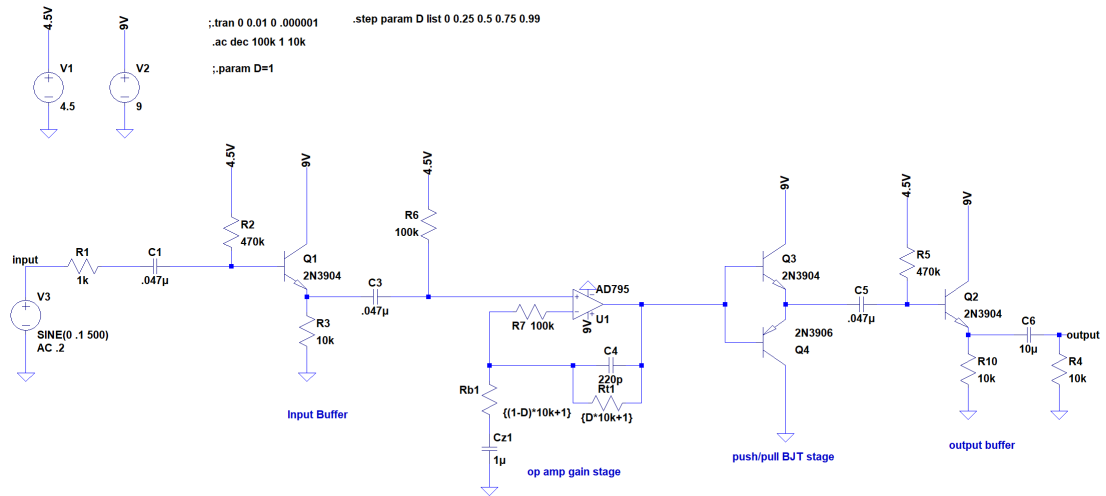 ;.tran 0 0.01 0 .000001
.step param D list 0 0.25 0.5 0.75 0.99
.ac dec 100k 1 10k
;.param D=1
4.5V
V1
4.5
9V
V2
9
input
R1
1k
C1
.047µ
V3
SINE(0 .1 500)
AC .2
4.5V
R2
470k
9V
Q1
2N3904
R3
10k
Input Buffer
C3
.047µ
4.5V
R6
100k
AD795
U1
9V
R7 100k
C4
220p
Rt1
{D*10k+1}
Rb1
{(1-D)*10k+1}
Cz1
1µ
op amp gain stage
9V
Q3
2N3904
2N3906
Q4
push/pull BJT stage
C5
.047µ
4.5V
R5
470k
9V
Q2
2N3904
R10
10k
C6
10µ
output
R4
10k
output buffer